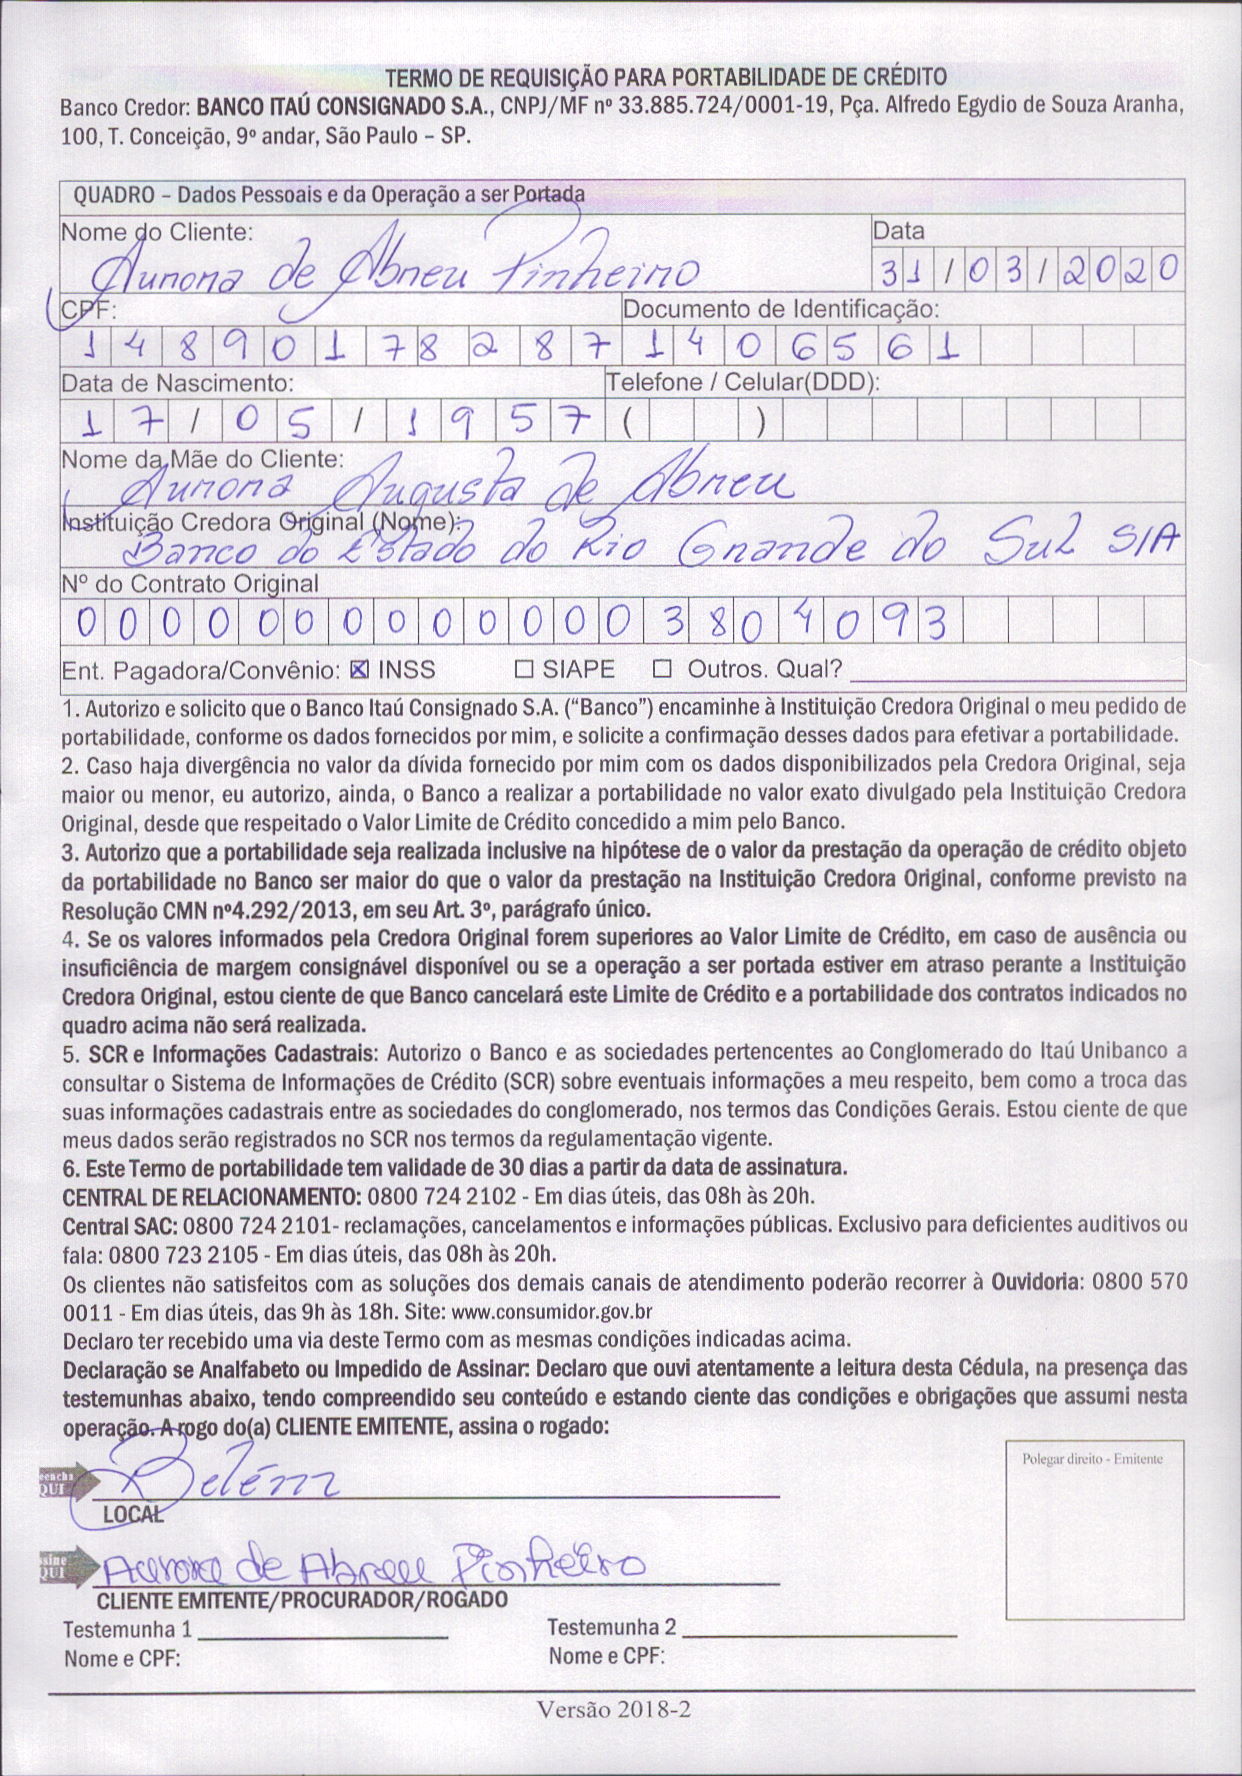 TERMO DE REQUISIÇÃO PARA PORTABILIDADE DE CRÉDITO
Banco Credor: BANCO ITAÚ CONSIGNADO S.A., CNPJ/MF nº 33.885.724/0001-19, Pça. Alfredo Egydio de Souza Aranha,
100, T. Conceição, 9º andar, São Paulo – SP.
QUADRO – Dados Pessoais e da Operação a ser Portada
Nome do Cliente: Data
Aurora de Abreu Pinheiro 31/03/2020
CPF: Documento de Identificação:
14890178287 1406561
Data de Nascimento: Telefone / Celular(DDD):
17/05/1957 ( )
Nome da Mãe do Cliente:
Aurora Augusta de Abreu
Instituição Credora Original (Nome):
Banco do Estado do Rio Grande do Sul S/A
Nº do Contrato Original
00000000000003804093
Ent. Pagadora/Convênio: ☒ INSS ☐ SIAPE ☐ Outros. Qual?
1. Autorizo e solicito que o Banco Itaú Consignado S.A. (“Banco”) encaminhe à Instituição Credora Original o meu pedido de
portabilidade, conforme os dados fornecidos por mim, e solicite a confirmação desses dados para efetivar a portabilidade.
2. Caso haja divergência no valor da dívida fornecido por mim com os dados disponibilizados pela Credora Original, seja
maior ou menor, eu autorizo, ainda, o Banco a realizar a portabilidade no valor exato divulgado pela Instituição Credora
Original, desde que respeitado o Valor Limite de Crédito concedido a mim pelo Banco.
3. Autorizo que a portabilidade seja realizada inclusive na hipótese de o valor da prestação da operação de crédito objeto
da portabilidade no Banco ser maior do que o valor da prestação na Instituição Credora Original, conforme previsto na
Resolução CMN nº4.292/2013, em seu Art. 3º, parágrafo único.
4. Se os valores informados pela Credora Original forem superiores ao Valor Limite de Crédito, em caso de ausência ou
insuficiência de margem consignável disponível ou se a operação a ser portada estiver em atraso perante a Instituição
Credora Original, estou ciente de que Banco cancelará este Limite de Crédito e a portabilidade dos contratos indicados no
quadro acima não será realizada.
5. SCR e Informações Cadastrais: Autorizo o Banco e as sociedades pertencentes ao Conglomerado do Itaú Unibanco a
consultar o Sistema de Informações de Crédito (SCR) sobre eventuais informações a meu respeito, bem como a troca das
suas informações cadastrais entre as sociedades do conglomerado, nos termos das Condições Gerais. Estou ciente de que
meus dados serão registrados no SCR nos termos da regulamentação vigente.
6. Este Termo de portabilidade tem validade de 30 dias a partir da data de assinatura.
CENTRAL DE RELACIONAMENTO: 0800 724 2102 - Em dias úteis, das 08h às 20h.
Central SAC: 0800 724 2101- reclamações, cancelamentos e informações públicas. Exclusivo para deficientes auditivos ou
fala: 0800 723 2105 - Em dias úteis, das 08h às 20h.
Os clientes não satisfeitos com as soluções dos demais canais de atendimento poderão recorrer à Ouvidoria: 0800 570
0011 - Em dias úteis, das 9h às 18h. Site: www.consumidor.gov.br
Declaro ter recebido uma via deste Termo com as mesmas condições indicadas acima.
Declaração se Analfabeto ou Impedido de Assinar: Declaro que ouvi atentamente a leitura desta Cédula, na presença das
testemunhas abaixo, tendo compreendido seu conteúdo e estando ciente das condições e obrigações que assumi nesta
operação. A rogo do(a) CLIENTE EMITENTE, assina o rogado:
Polegar direito - Emitente
Belém
LOCAL
Aurora de Abreu Pinheiro
CLIENTE EMITENTE/PROCURADOR/ROGADO
Testemunha 1 Testemunha 2
Nome e CPF: Nome e CPF:
Versão 2018-2